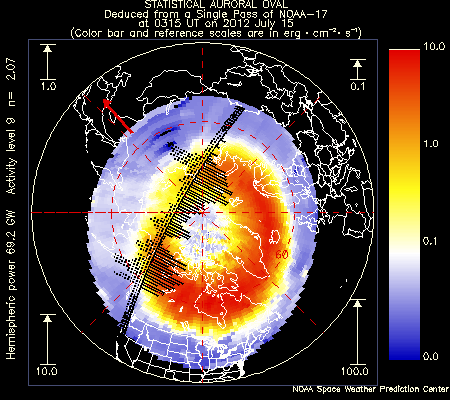 STATISTICAL AURORAL OVAL
Deduced from a Single Pass of NOAA-17
at 0315 UT on 2012 July 15
(Color bar and reference scales are in erg · cm⁻² · s⁻¹)
Hemispheric power 69.2 GW Activity level 9 n= 2.07
1.0
0.1
10.0
100.0
60
10.0
1.0
0.1
0.0
NOAA Space Weather Prediction Center